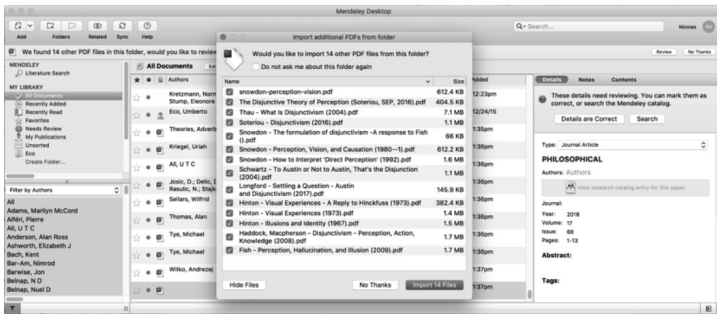 Mendeley Desktop
Add Folders Related Sync Help
Search...
Nicolas
We found 14 other PDF files in this folder, would you like to review
Review No Thanks
MENDELEY
Literature Search
MY LIBRARY
All Documents
Recently Added
Recently Read
Favorites
Needs Review
My Publications
Unsorted
Eco
Create Folder...
Filter by Authors
All
Adams, Marilyn McCord
Alféri, Pierre
All, U T C
Anderson, Alan Ross
Ashworth, Elizabeth J
Bach, Kent
Bar-Am, Nimrod
Barwise, Jon
Belnap, N D
Belnap, Nuel D
All Documents
Authors
Kretzmann, Norm
Stump, Eleonore
Eco, Umberto
Theories, Adverb
Kriegel, Uriah
All, U T C
Josic, D.; Delic, D
Rasulic, N.; Stajk
Sellars, Wilfrid
Thomas, Alan
Tye, Michael
Tye, Michael
Witko, Andrezej
Import additional PDFs from folder
Would you like to import 14 other PDF files from this folder?
Do not ask me about this folder again
Name Size
snowdon-perception-vision.pdf 612.4 KB
The Disjunctive Theory of Perception (Soteriou, SEP, 2016).pdf 404.5 KB
Thau - What is Disjunctivism (2004).pdf 7.1 MB
Soteriou - Disjunctivism (2016).pdf 1.1 MB
Snowdon - The formulation of disjunctivism -A response to Fish
().pdf 66 KB
Snowdon - Perception, Vision, and Causation (1980--1).pdf 612.2 KB
Snowdon - How to Interpret 'Direct Perception' (1992).pdf 1.6 MB
Schwartz - To Austin or Not to Austin, That's the Disjunction
(2004).pdf 1.1 MB
Longford - Settling a Question - Austin
and Disjunctivism (2017).pdf 145.9 KB
Hinton - Visual Experiences - A Reply to Hinckfuss (1973).pdf 382.4 KB
Hinton - Visual Experiences (1973).pdf 1.4 MB
Hinton - Illusions and Identity (1967).pdf 1.5 MB
Haddock, Macpherson - Disjunctivism - Perception, Action,
Knowledge (2008).pdf 1.7 MB
Fish - Perception, Hallucination, and Illusion (2009).pdf 1.7 MB
Hide Files No Thanks Import 14 Files
Added
12:23pm
12/24/15
1:35pm
1:36pm
1:36pm
1:36pm
1:36pm
1:36pm
1:36pm
1:36pm
1:37pm
1:37pm
Details Notes Contents
These details need reviewing. You can mark them as
correct, or search the Mendeley catalog.
Details are Correct Search
Type: Journal Article
PHILOSOPHICAL
Authors: Authors
View research catalog entry for this paper
Journal:
Year: 2018
Volume: 17
Issue: 66
Pages: 1-13
Abstract:
Tags: